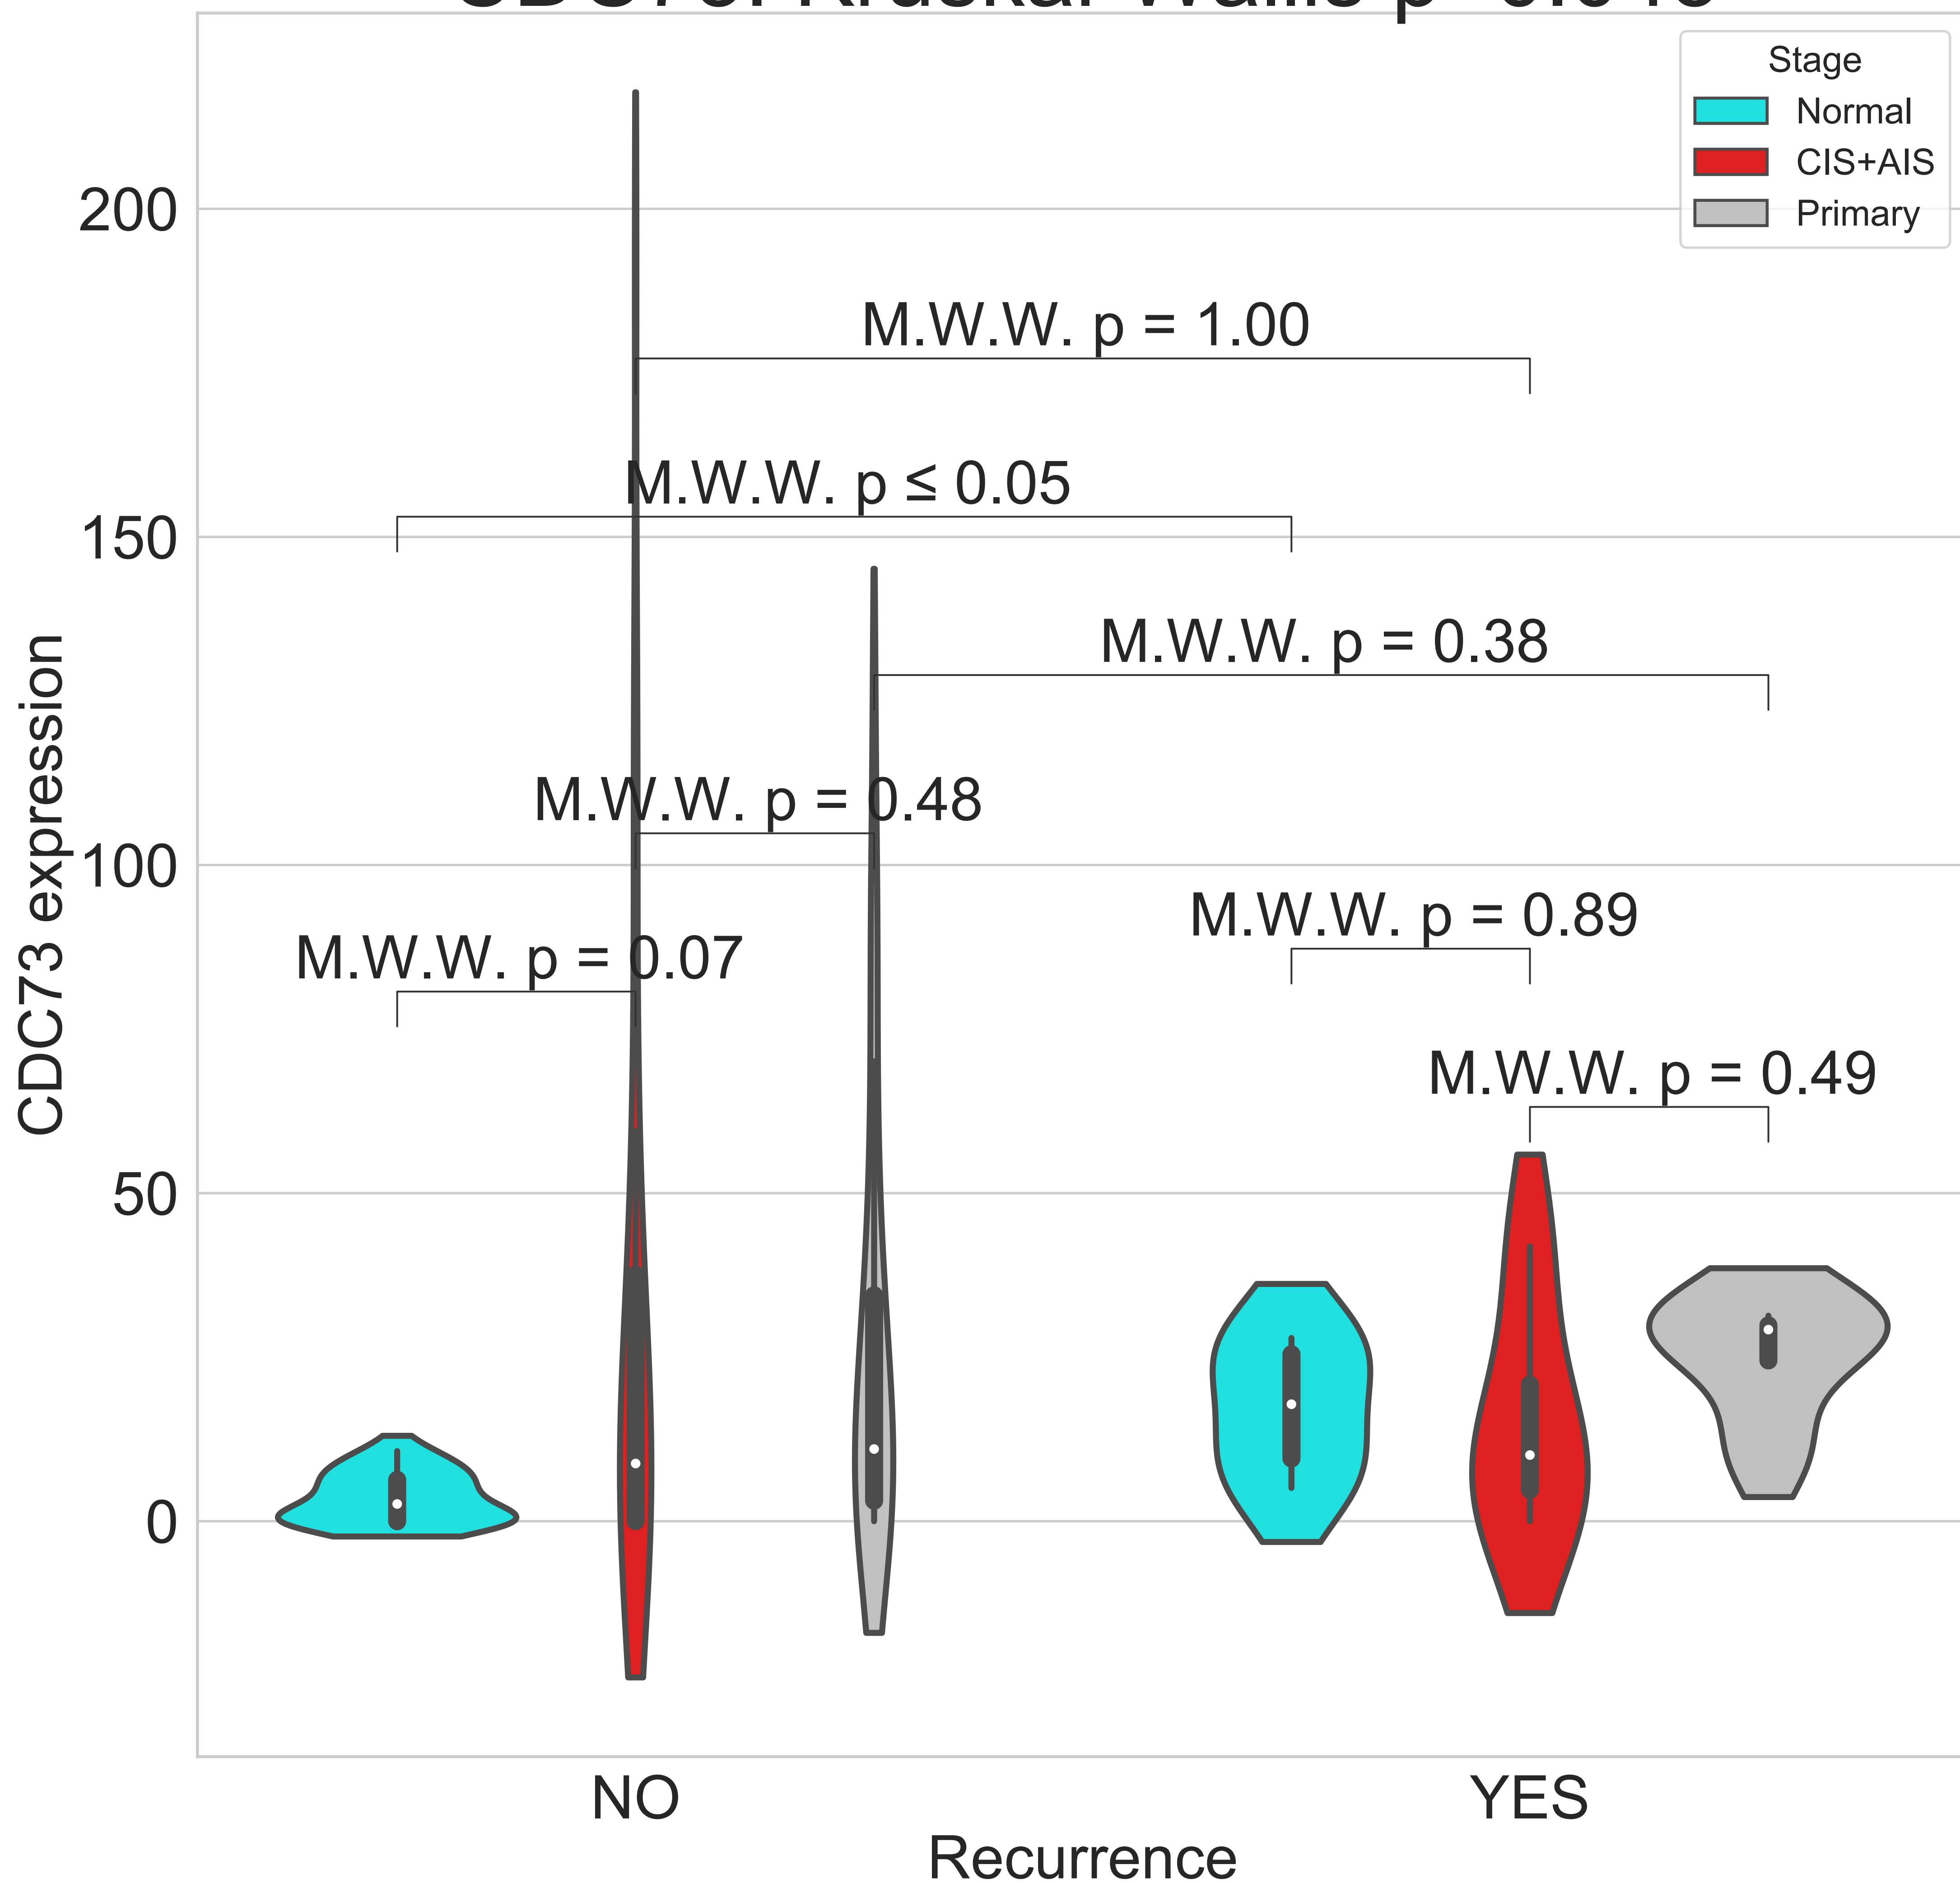 Stage
Normal
CIS+AIS
Primary
200
150
100
50
0
CDC73 expression
M.W.W. p = 1.00
M.W.W. p ≤ 0.05
M.W.W. p = 0.38
M.W.W. p = 0.48
M.W.W. p = 0.89
M.W.W. p = 0.07
M.W.W. p = 0.49
NO
YES
Recurrence